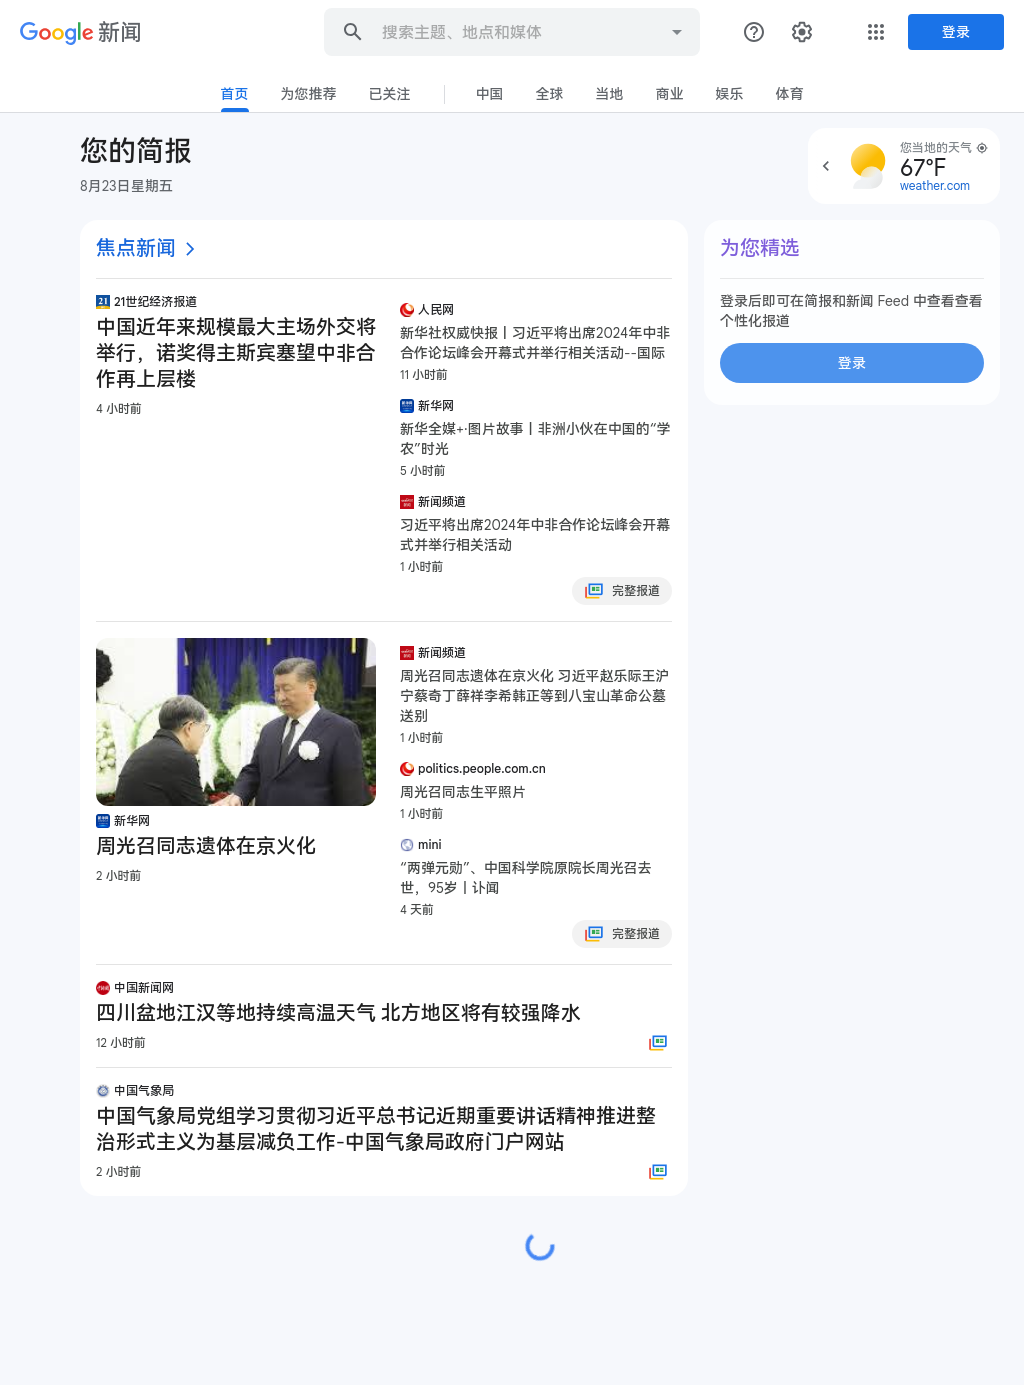 Google 新闻
搜索主题、地点和媒体
登录
首页
为您推荐
已关注
中国
全球
当地
商业
娱乐
体育
您的简报
8月23日星期五
您当地的天气
67°F
weather.com
焦点新闻
21世纪经济报道
中国近年来规模最大主场外交将
举行，诺奖得主斯宾塞望中非合
作再上层楼
4 小时前
人民网
新华社权威快报丨习近平将出席2024年中非
合作论坛峰会开幕式并举行相关活动--国际
11 小时前
新华网
新华全媒+·图片故事丨非洲小伙在中国的“学
农”时光
5 小时前
新闻频道
习近平将出席2024年中非合作论坛峰会开幕
式并举行相关活动
1 小时前
完整报道
新华网
周光召同志遗体在京火化
2 小时前
新闻频道
周光召同志遗体在京火化 习近平赵乐际王沪
宁蔡奇丁薛祥李希韩正等到八宝山革命公墓
送别
1 小时前
politics.people.com.cn
周光召同志生平照片
1 小时前
mini
“两弹元勋”、中国科学院原院长周光召去
世，95岁丨讣闻
4 天前
完整报道
中国新闻网
四川盆地江汉等地持续高温天气 北方地区将有较强降水
12 小时前
中国气象局
中国气象局党组学习贯彻习近平总书记近期重要讲话精神推进整
治形式主义为基层减负工作-中国气象局政府门户网站
2 小时前
为您精选
登录后即可在简报和新闻 Feed 中查看查看
个性化报道
登录